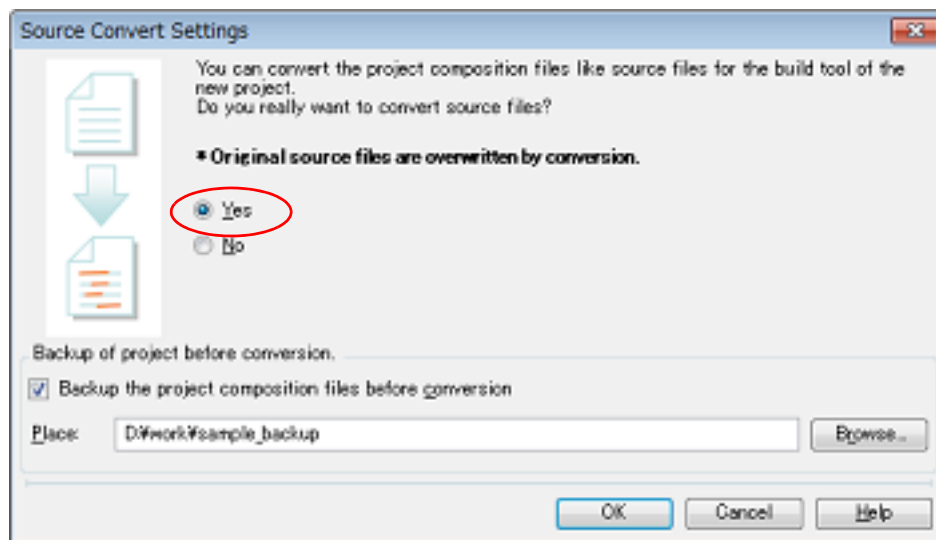 Source Convert Settings
You can convert the project composition files like source files for the build tool of the
new project.
Do you really want to convert source files?
* Original source files are overwritten by conversion.
Yes
No
Backup of project before conversion.
Backup the project composition files before conversion
Place: D:¥work¥sample_backup Browse...
OK Cancel Help